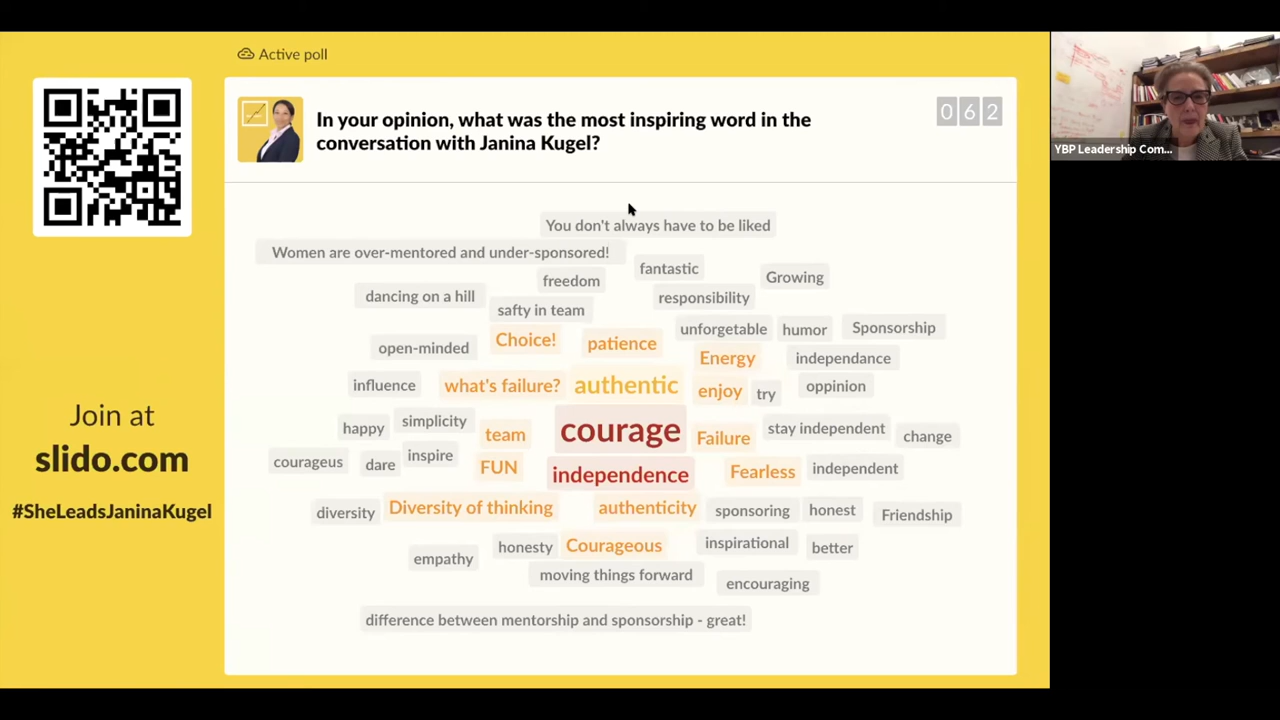 Active poll
In your opinion, what was the most inspiring word in the
conversation with Janina Kugel?
062
YBP Leadership Com...
You don't always have to be liked
Women are over-mentored and under-sponsored!
fantastic
freedom
Growing
dancing on a hill
responsibility
safty in team
unforgetable
humor
Sponsorship
Choice!
patience
open-minded
Energy
independance
influence
what's failure?
authentic
enjoy
try
oppinion
Join at
slido.com
#SheLeadsJaninaKugel
happy
simplicity
team
courage
Failure
stay independent
change
courageus
dare
inspire
FUN
independence
Fearless
independent
diversity
Diversity of thinking
authenticity
sponsoring
honest
Friendship
empathy
honesty
Courageous
inspirational
better
moving things forward
encouraging
difference between mentorship and sponsorship - great!